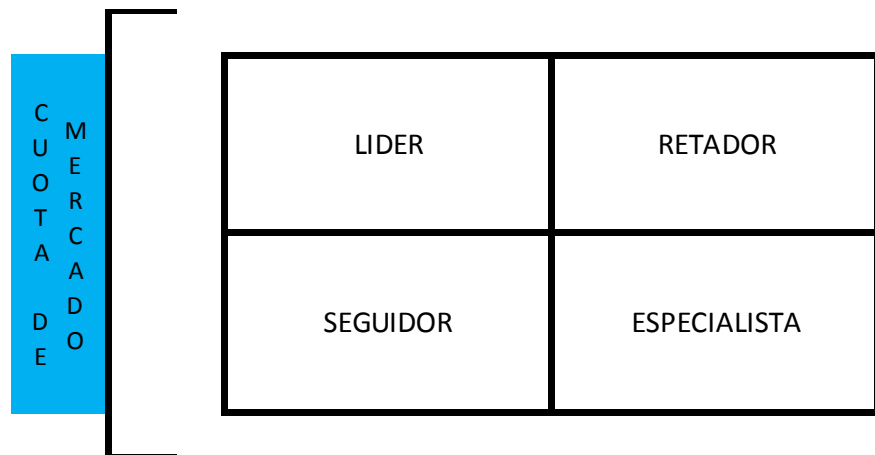 CUOTA DE
MERCADO
LIDER
RETADOR
SEGUIDOR
ESPECIALISTA